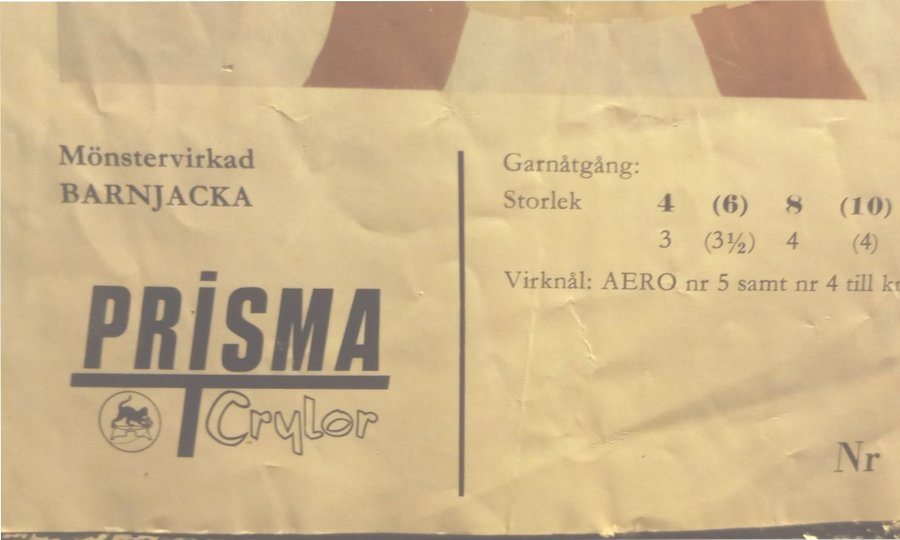 Mönstervirkad
BARNJACKA
PRiSMA
Crylor
Garnåtgång:
Storlek 4 (6) 8 (10)
3 (3½) 4 (4)
Virknål: AERO nr 5 samt nr 4 till
Nr